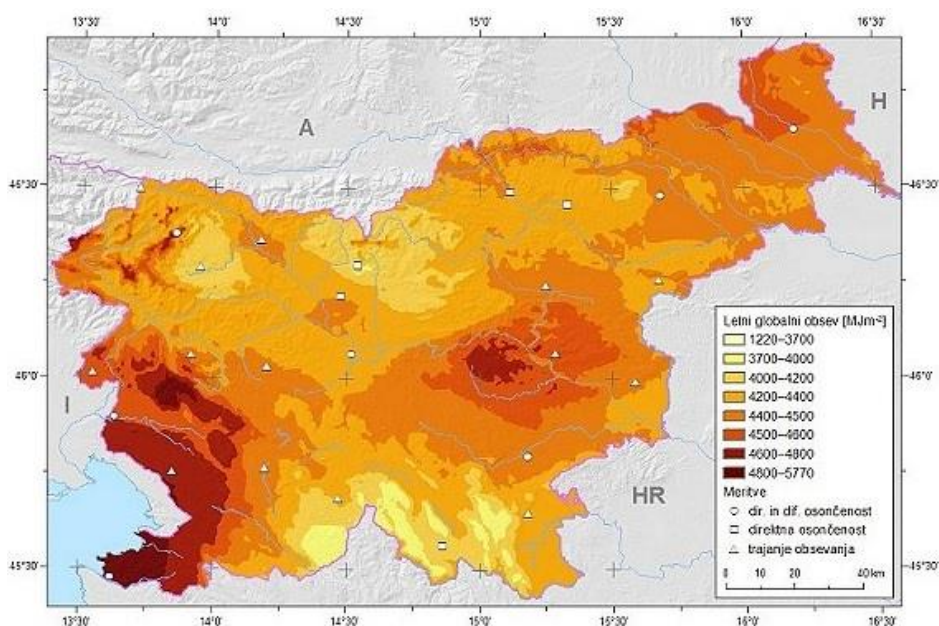 13°30' 14°0' 14°30' 15°0' 15°30' 16°0' 16°30'
H
A
46°30' 46°30'
Letni globalni obsev [MJm⁻²]
1220–3700
3700–4000
4000–4200
4200–4400
4400–4500
4500–4600
4600–4800
4800–5770
Meritve
dir. in dif. osončenost
direktna osončenost
trajanje obsevanja
0 10 20 40 km
46°0' 46°0'
I
HR
45°30' 45°30'
13°30' 14°0' 14°30' 15°0' 15°30' 16°0' 16°30'